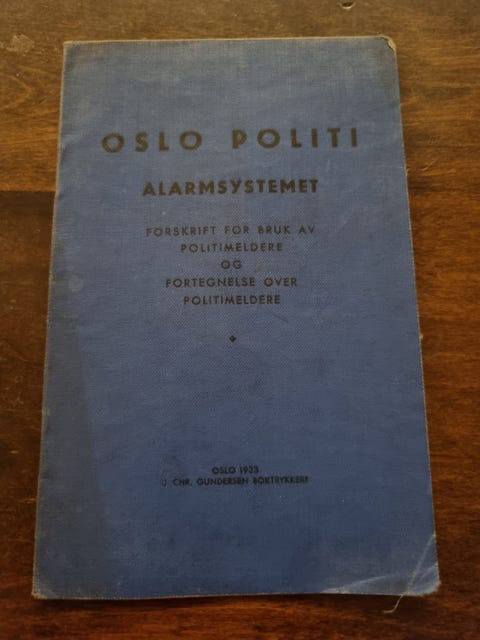 OSLO POLITI
ALARMSYSTEMET
FORSKRIFT FOR BRUK AV
POLITIMELDERE
OG
FORTEGNELSE OVER
POLITIMELDERE
OSLO 1933
J. CHR. GUNDERSEN BOKTRYKKERI